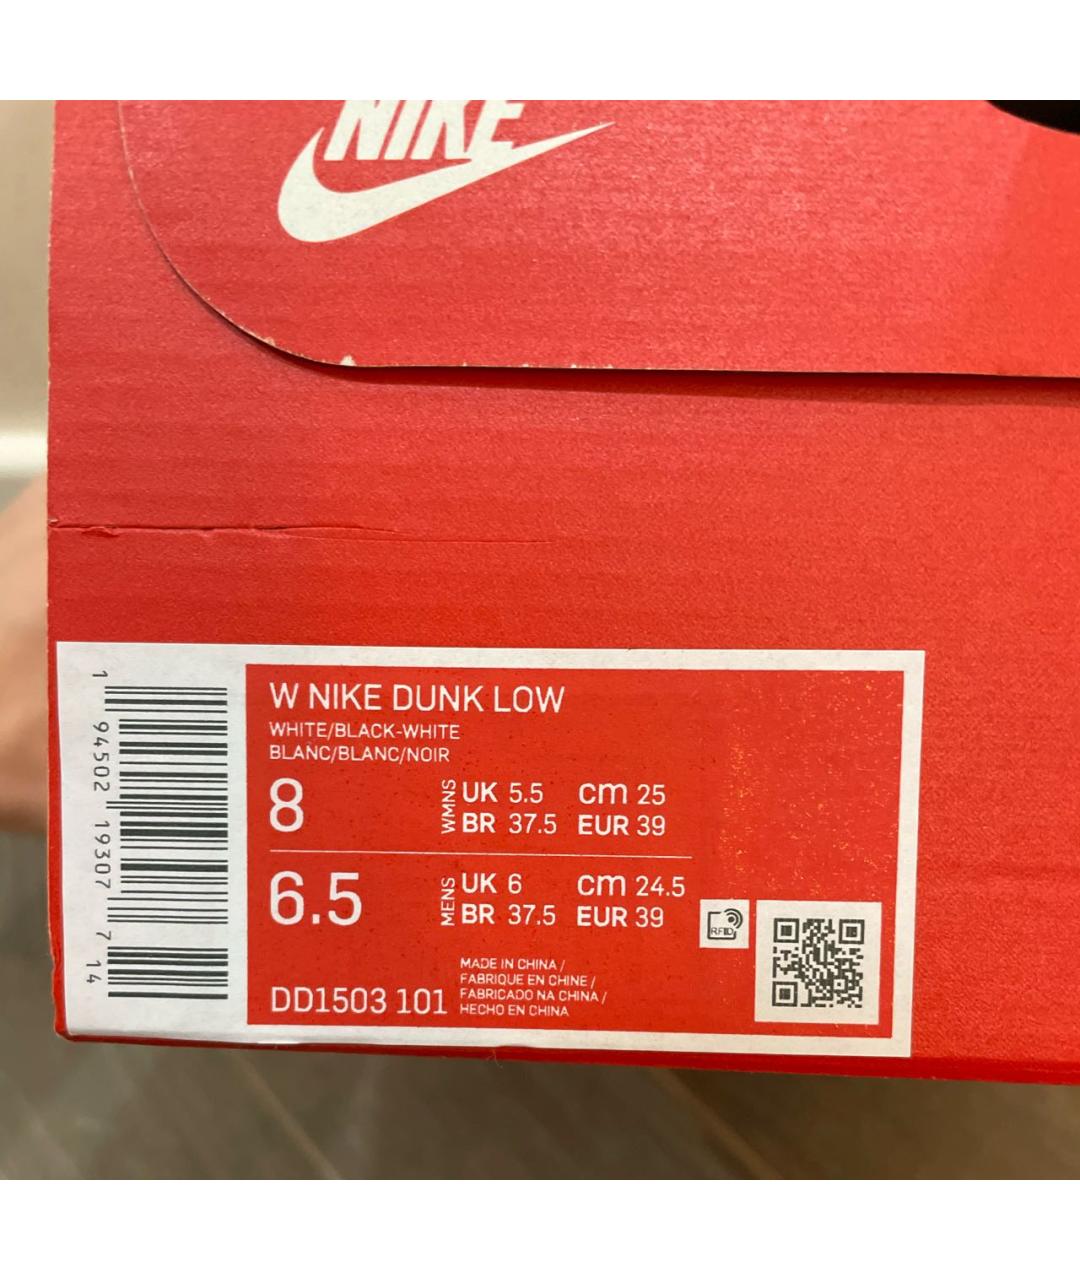 NIKE
W NIKE DUNK LOW
WHITE/BLACK-WHITE
BLANC/BLANC/NOIR
8 WMNS UK 5.5 cm 25
BR 37.5 EUR 39
6.5 MENS UK 6 cm 24.5
BR 37.5 EUR 39
RFID
MADE IN CHINA /
FABRIQUE EN CHINE /
FABRICADO NA CHINA /
HECHO EN CHINA
DD1503 101
1 94502 19307 7 14